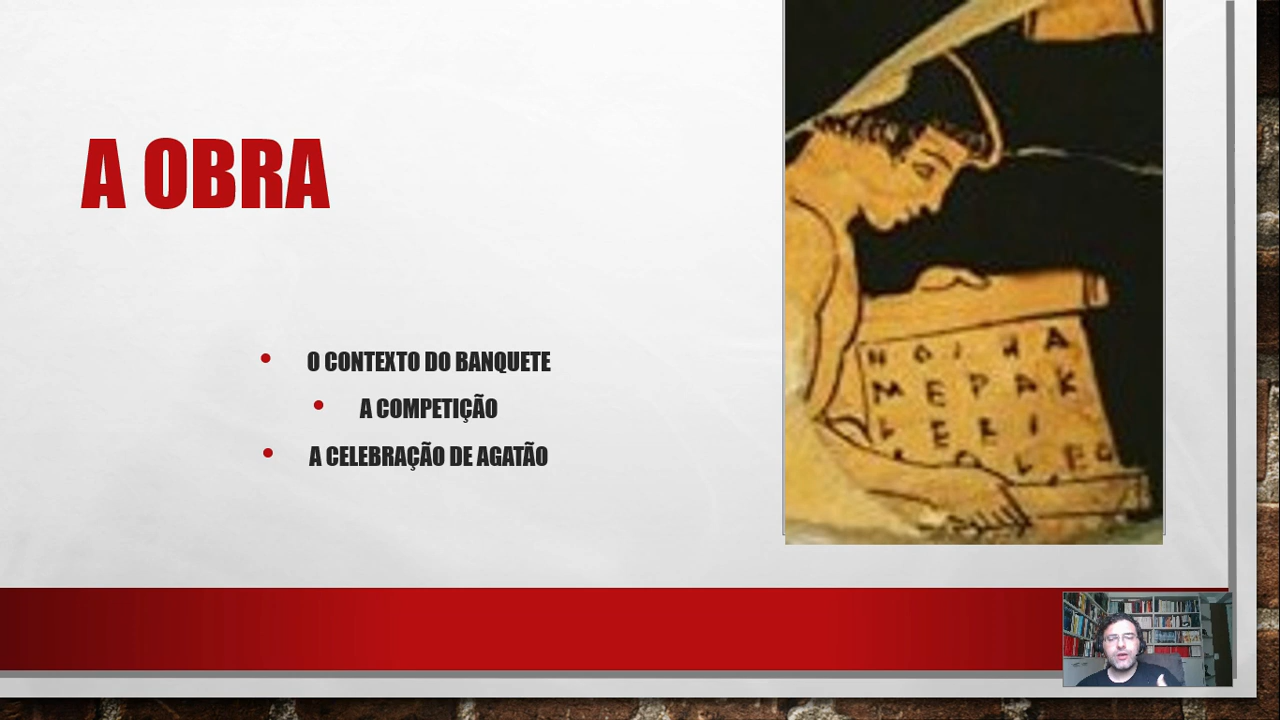 A OBRA
• O CONTEXTO DO BANQUETE
• A COMPETIÇÃO
• A CELEBRAÇÃO DE AGATÃO